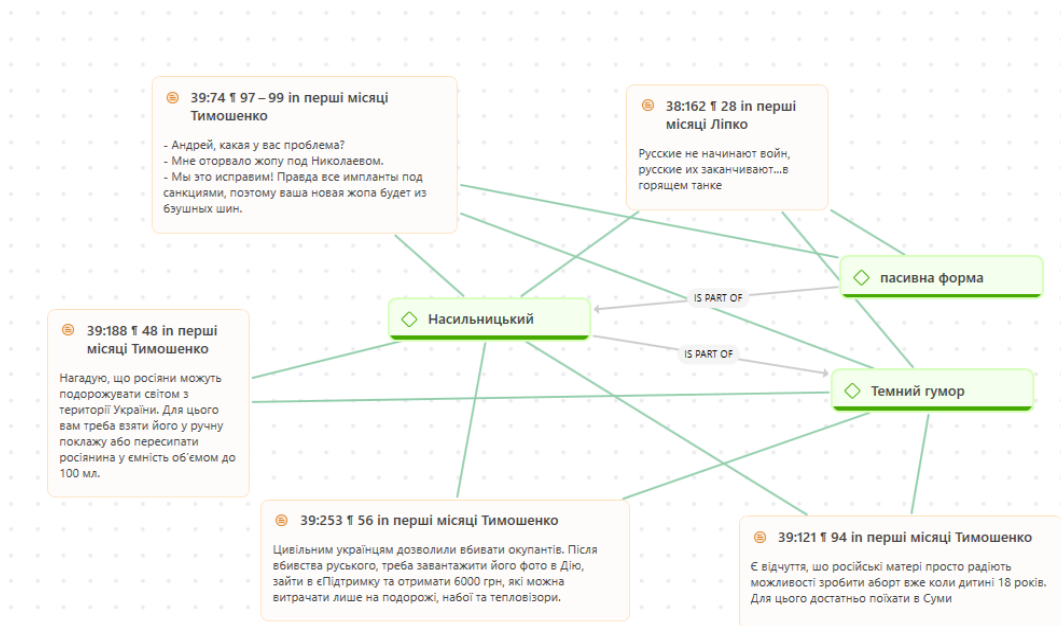 39:74 ¶ 97 – 99 in перші місяці
Тимошенко
- Андрей, какая у вас проблема?
- Мне оторвало жопу под Николаевом.
- Мы это исправим! Правда все импланты под
санкциями, поэтому ваша новая жопа будет из
бэушных шин.
38:162 ¶ 28 in перші
місяці Ліпко
Русские не начинают войн,
русские их заканчивают...в
горящем танке
пасивна форма
IS PART OF
Насильницький
IS PART OF
Темний гумор
39:188 ¶ 48 in перші
місяці Тимошенко
Нагадую, що росіяни можуть
подорожувати світом з
території України. Для цього
вам треба взяти його у ручну
поклажу або пересипати
росіянина у ємність об'ємом до
100 мл.
39:253 ¶ 56 in перші місяці Тимошенко
Цивільним українцям дозволили вбивати окупантів. Після
вбивства руського, треба завантажити його фото в Дію,
зайти в єПідтримку та отримати 6000 грн, які можна
витрачати лише на подорожі, набої та тепловізори.
39:121 ¶ 94 in перші місяці Тимошенко
Є відчуття, шо російські матері просто радіють
можливості зробити аборт вже коли дитині 18 років.
Для цього достатньо поїхати в Суми